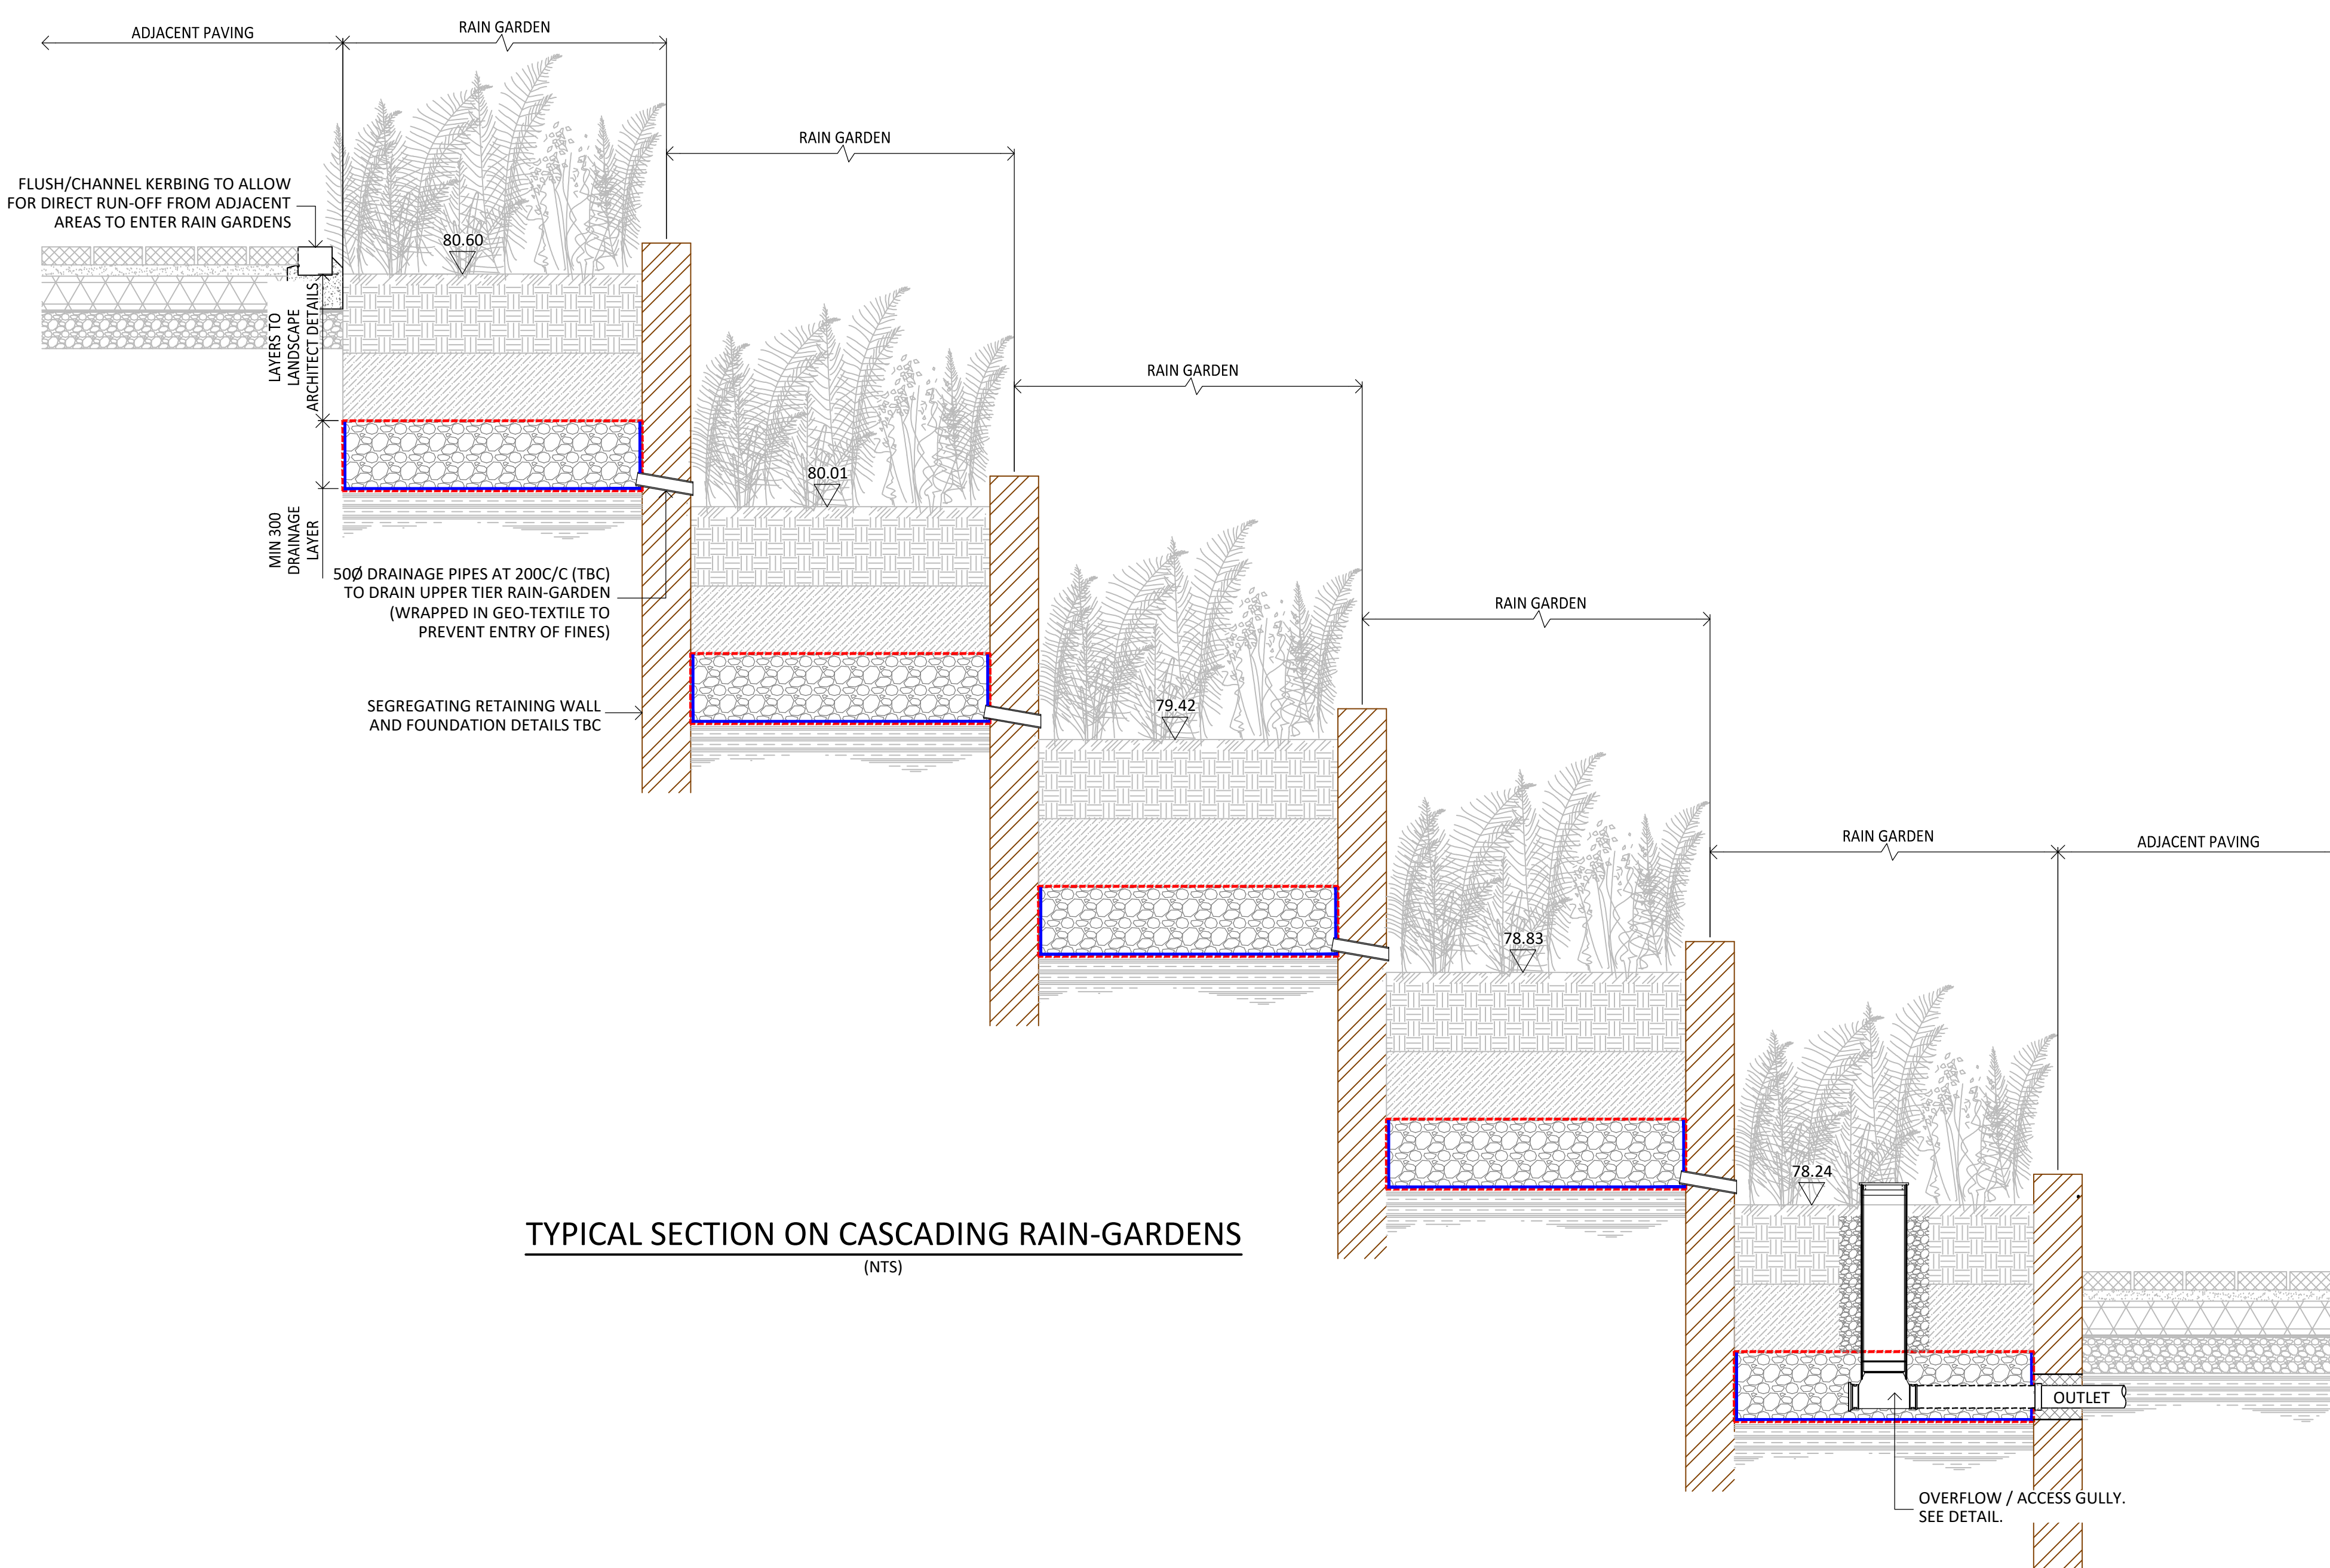 ADJACENT PAVING
RAIN GARDEN
RAIN GARDEN
FLUSH/CHANNEL KERBING TO ALLOW
FOR DIRECT RUN-OFF FROM ADJACENT
AREAS TO ENTER RAIN GARDENS
80.60
LAYERS TO
LANDSCAPE
ARCHITECT DETAILS
RAIN GARDEN
80.01
MIN 300
DRAINAGE
LAYER
50Ø DRAINAGE PIPES AT 200C/C (TBC)
TO DRAIN UPPER TIER RAIN-GARDEN
(WRAPPED IN GEO-TEXTILE TO
PREVENT ENTRY OF FINES)
RAIN GARDEN
SEGREGATING RETAINING WALL
AND FOUNDATION DETAILS TBC
79.42
RAIN GARDEN
ADJACENT PAVING
78.83
78.24
TYPICAL SECTION ON CASCADING RAIN-GARDENS
(NTS)
OUTLET
OVERFLOW / ACCESS GULLY.
SEE DETAIL.